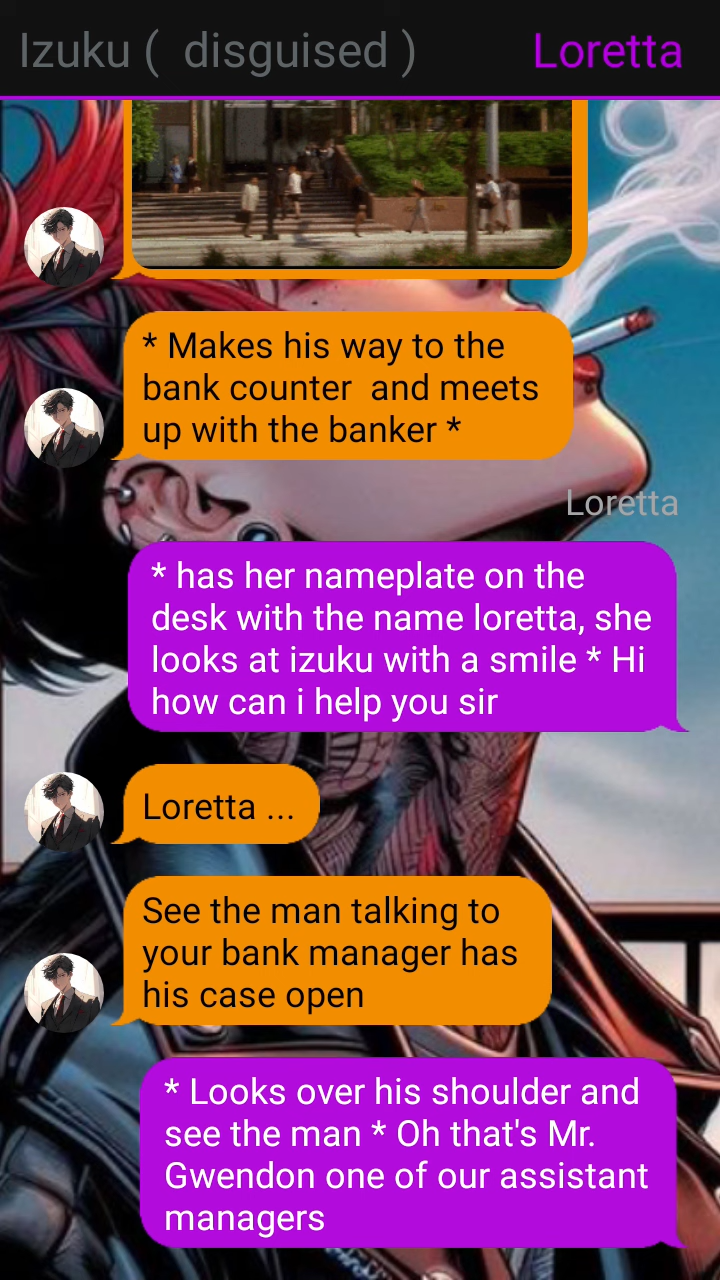 Izuku ( disguised ) Loretta
* Makes his way to the
bank counter  and meets
up with the banker *
Loretta
* has her nameplate on the
desk with the name loretta, she
looks at izuku with a smile * Hi
how can i help you sir
Loretta ...
See the man talking to
your bank manager has
his case open
* Looks over his shoulder and
see the man * Oh that's Mr.
Gwendon one of our assistant
managers